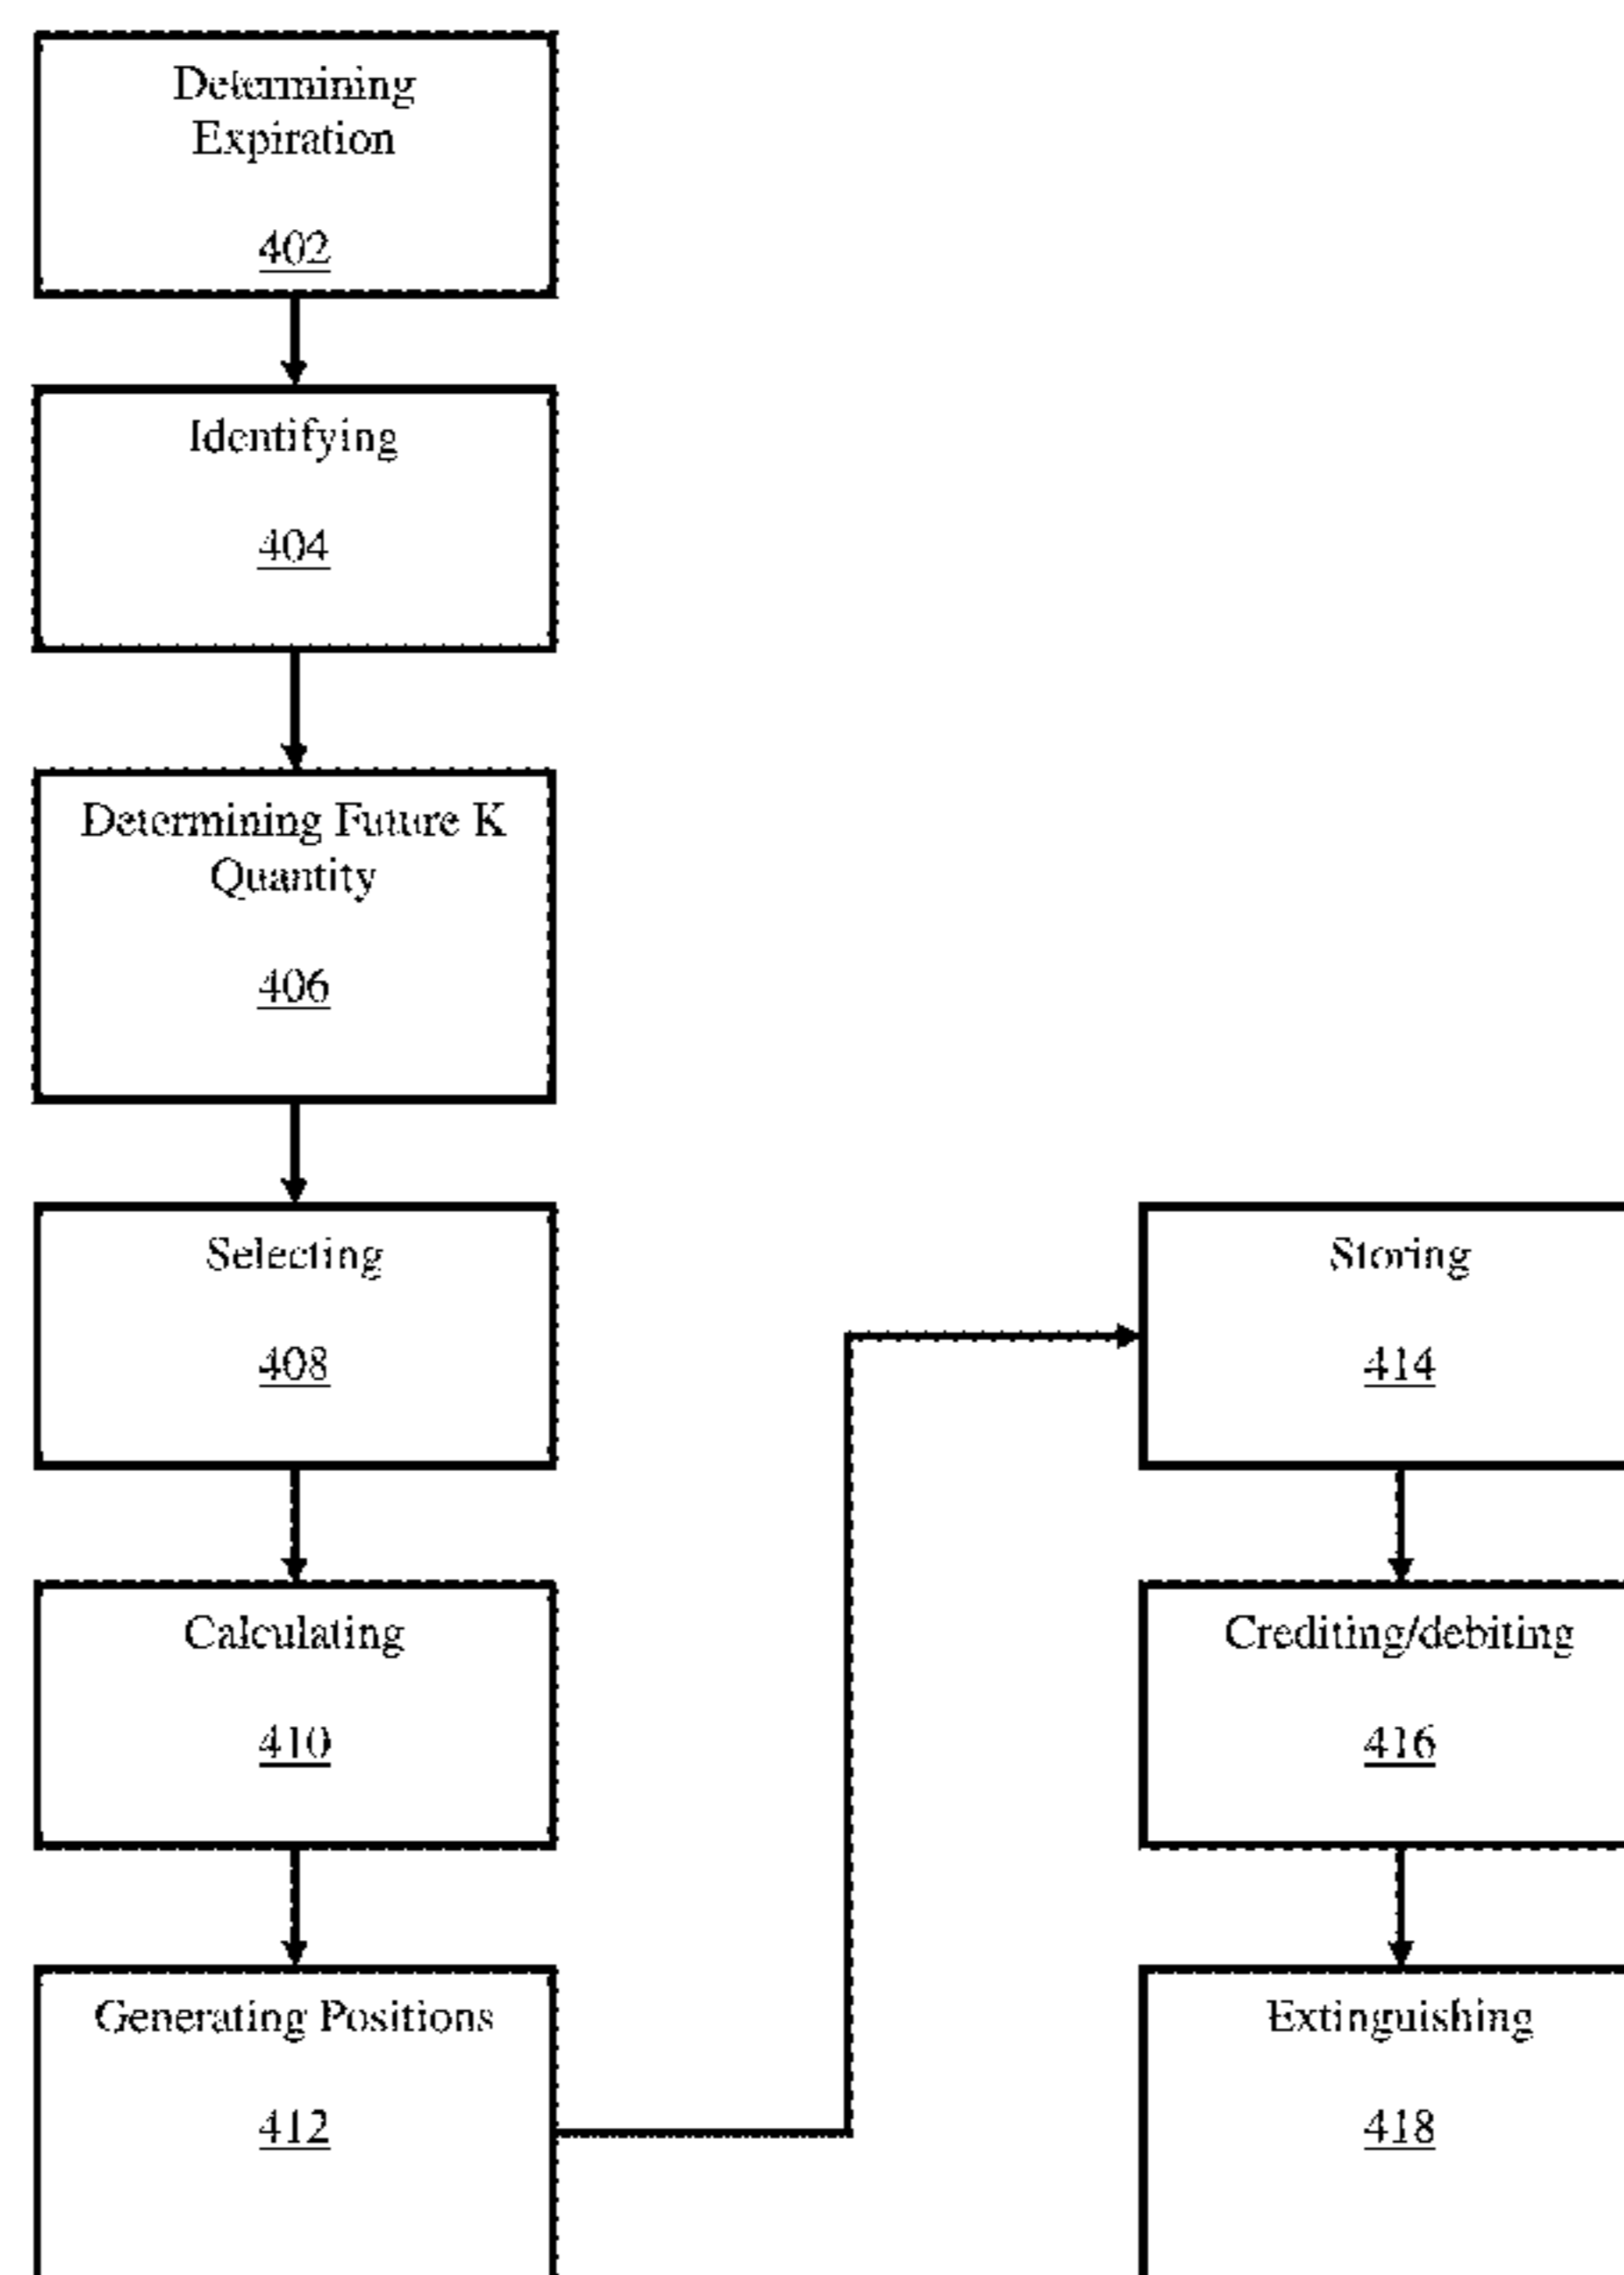 Determining
Expiration
402
Identifying
404
Determining Future K
Quantity
406
Selecting
408
Calculating
410
Generating Positions
412
Storing
414
Crediting/debiting
416
Extinguishing
418